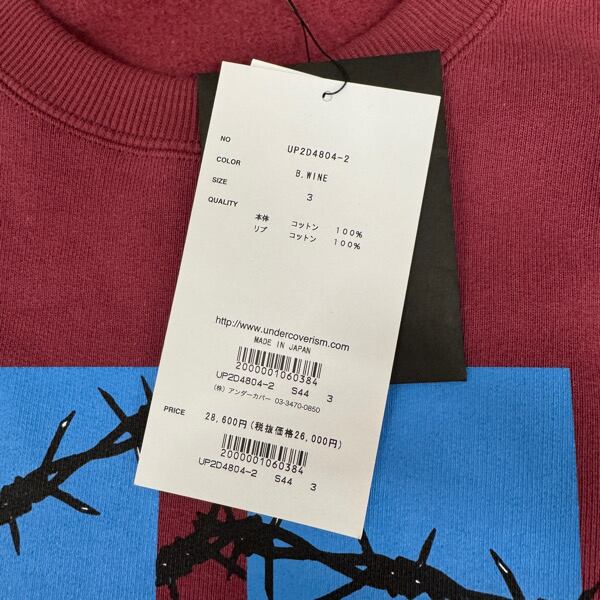 NO UP2D4804-2
COLOR B.WINE
SIZE 3
QUALITY
本体 コットン 100%
リブ コットン 100%
http://www.undercoverism.com
MADE IN JAPAN
2000001060384
UP2D4804-2 S44 3
(株) アンダーカバー 03-3470-0850
PRICE 28,600円(税抜価格26,000円)
2000001060384
UP2D4804-2 S44 3